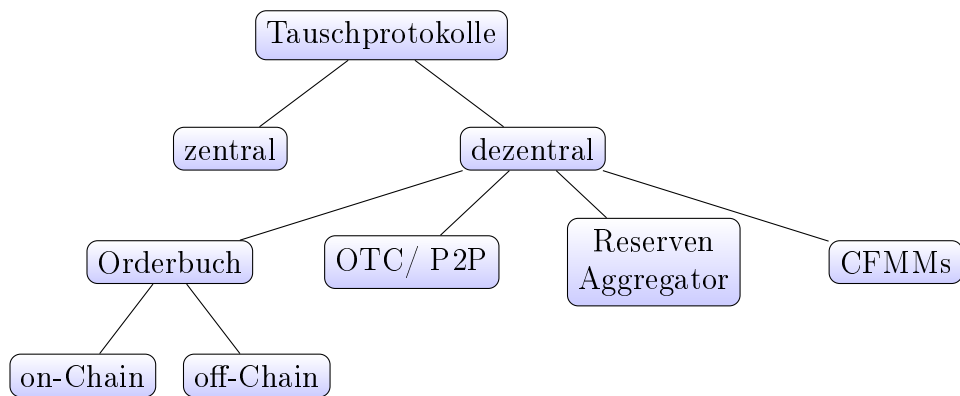 Tauschprotokolle
zentral
dezentral
Orderbuch
OTC/ P2P
Reserven
Aggregator
CFMMs
on-Chain
off-Chain